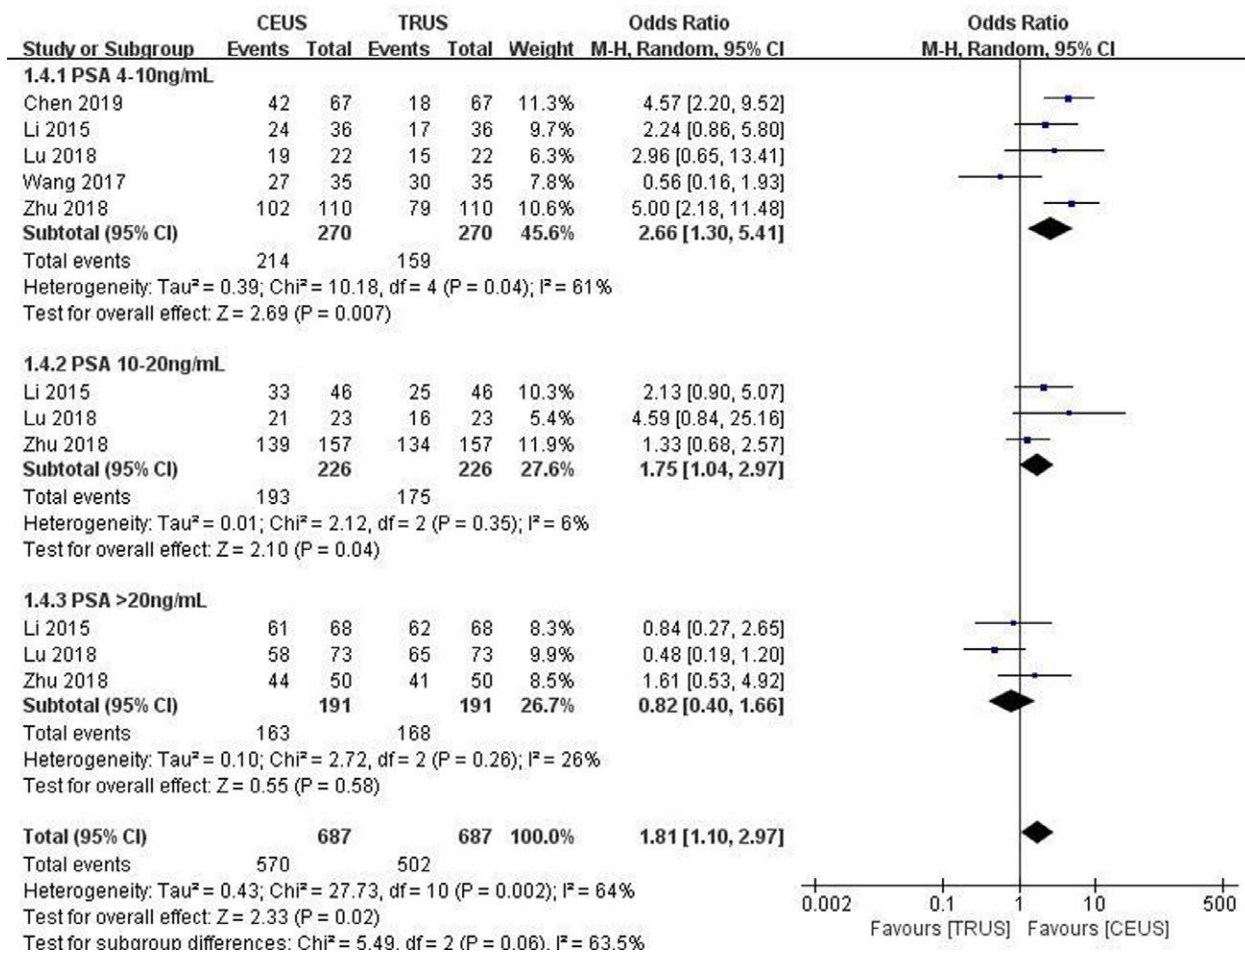 CEUS TRUS Odds Ratio Odds Ratio
Study or Subgroup Events Total Events Total Weight M-H, Random, 95% CI M-H, Random, 95% CI
1.4.1 PSA 4-10ng/mL
Chen 2019 42 67 18 67 11.3% 4.57 [2.20, 9.52]
Li 2015 24 36 17 36 9.7% 2.24 [0.86, 5.80]
Lu 2018 19 22 15 22 6.3% 2.96 [0.65, 13.41]
Wang 2017 27 35 30 35 7.8% 0.56 [0.16, 1.93]
Zhu 2018 102 110 79 110 10.6% 5.00 [2.18, 11.48]
Subtotal (95% CI) 270 270 45.6% 2.66 [1.30, 5.41]
Total events 214 159
Heterogeneity: Tau² = 0.39; Chi² = 10.18, df = 4 (P = 0.04); I² = 61%
Test for overall effect: Z = 2.69 (P = 0.007)
1.4.2 PSA 10-20ng/mL
Li 2015 33 46 25 46 10.3% 2.13 [0.90, 5.07]
Lu 2018 21 23 16 23 5.4% 4.59 [0.84, 25.16]
Zhu 2018 139 157 134 157 11.9% 1.33 [0.68, 2.57]
Subtotal (95% CI) 226 226 27.6% 1.75 [1.04, 2.97]
Total events 193 175
Heterogeneity: Tau² = 0.01; Chi² = 2.12, df = 2 (P = 0.35); I² = 6%
Test for overall effect: Z = 2.10 (P = 0.04)
1.4.3 PSA >20ng/mL
Li 2015 61 68 62 68 8.3% 0.84 [0.27, 2.65]
Lu 2018 58 73 65 73 9.9% 0.48 [0.19, 1.20]
Zhu 2018 44 50 41 50 8.5% 1.61 [0.53, 4.92]
Subtotal (95% CI) 191 191 26.7% 0.82 [0.40, 1.66]
Total events 163 168
Heterogeneity: Tau² = 0.10; Chi² = 2.72, df = 2 (P = 0.26); I² = 26%
Test for overall effect: Z = 0.55 (P = 0.58)
Total (95% CI) 687 687 100.0% 1.81 [1.10, 2.97]
Total events 570 502
Heterogeneity: Tau² = 0.43; Chi² = 27.73, df = 10 (P = 0.002); I² = 64%
Test for overall effect: Z = 2.33 (P = 0.02)
Test for subgroup differences: Chi² = 5.49, df = 2 (P = 0.06), I² = 63.5%
0.002 0.1 1 10 500
Favours [TRUS] Favours [CEUS]